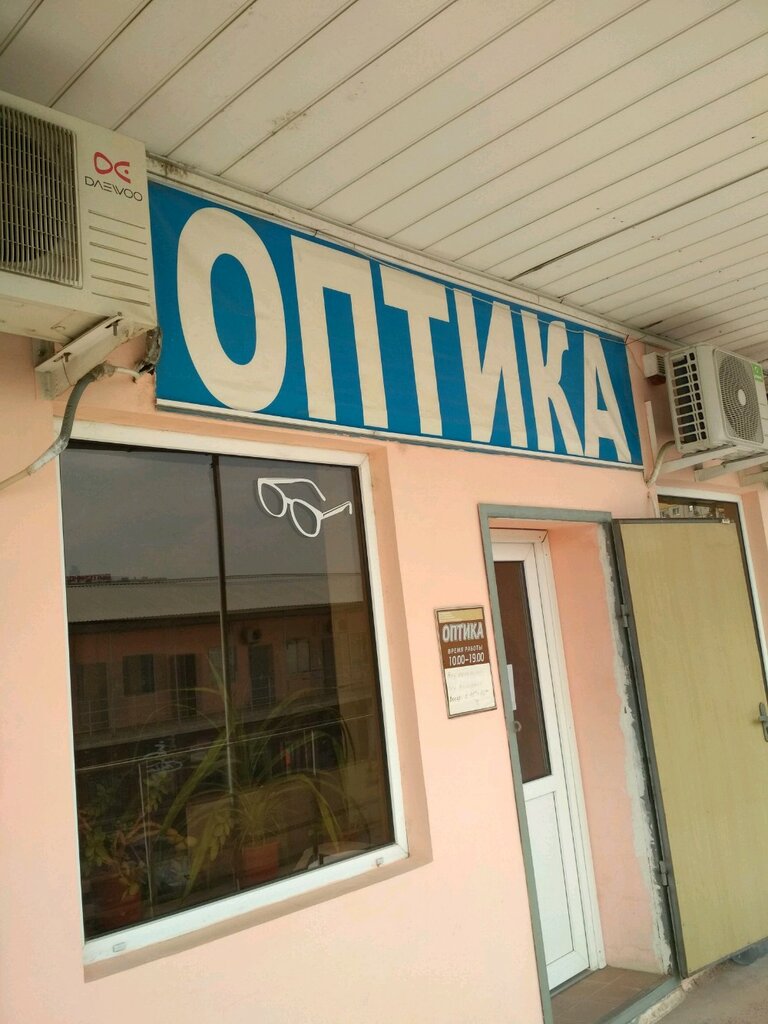 DAEWOO
ОПТИКА
ОПТИКА
ВРЕМЯ РАБОТЫ
10:00-19:00